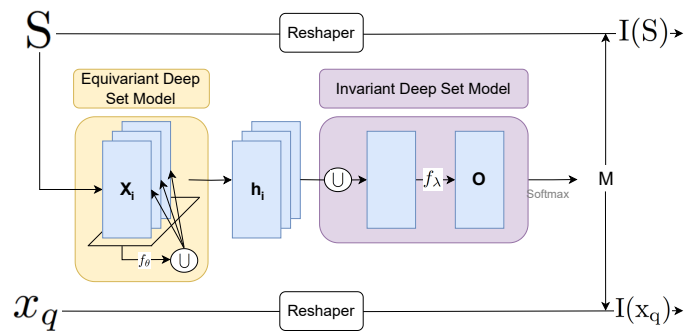 S
Reshaper
I(S)
Equivariant Deep
Set Model
Invariant Deep Set Model
X_i
h_i
∪
f_λ
O
Softmax
M
f_θ
∪
x_q
Reshaper
I(x_q)